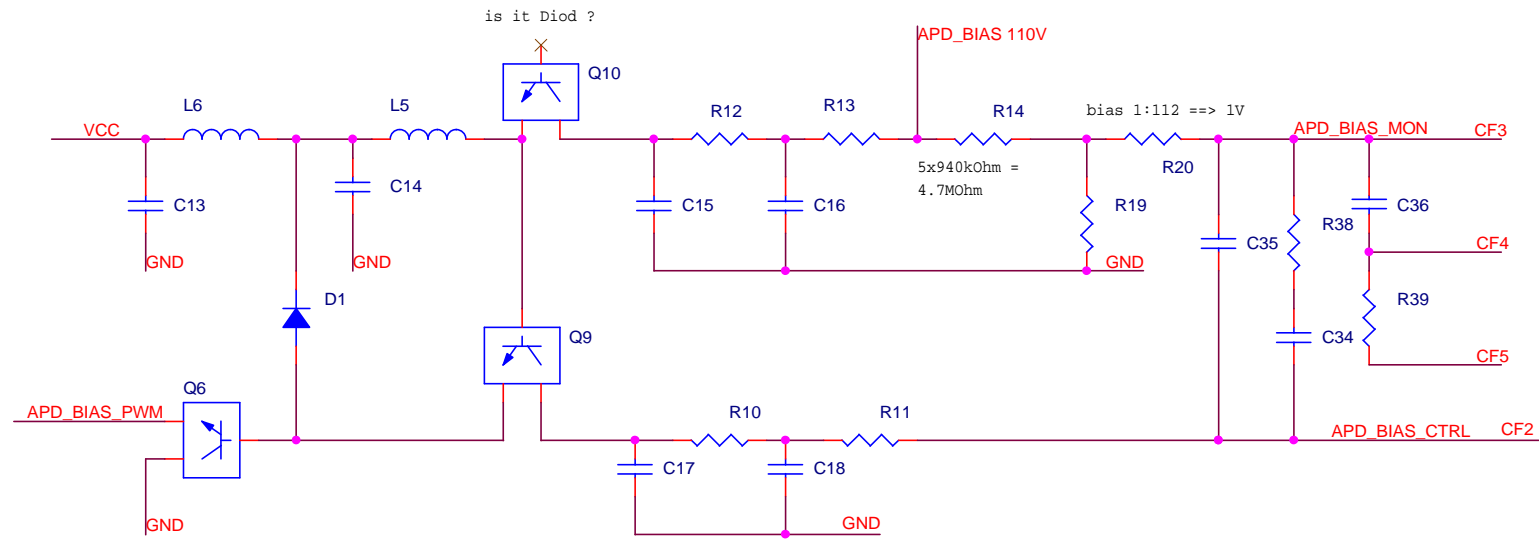 is it Diod ?
APD_BIAS 110V
Q10
L6
L5
R12
R13
R14
bias 1:112 ==> 1V
VCC
APD_BIAS_MON
CF3
5x940kOhm =
4.7MOhm
R20
C13
C14
C15
C16
R19
R38
C36
C35
CF4
GND
GND
GND
D1
R39
Q9
C34
CF5
Q6
APD_BIAS_PWM
R10
R11
APD_BIAS_CTRL
CF2
C17
C18
GND
GND